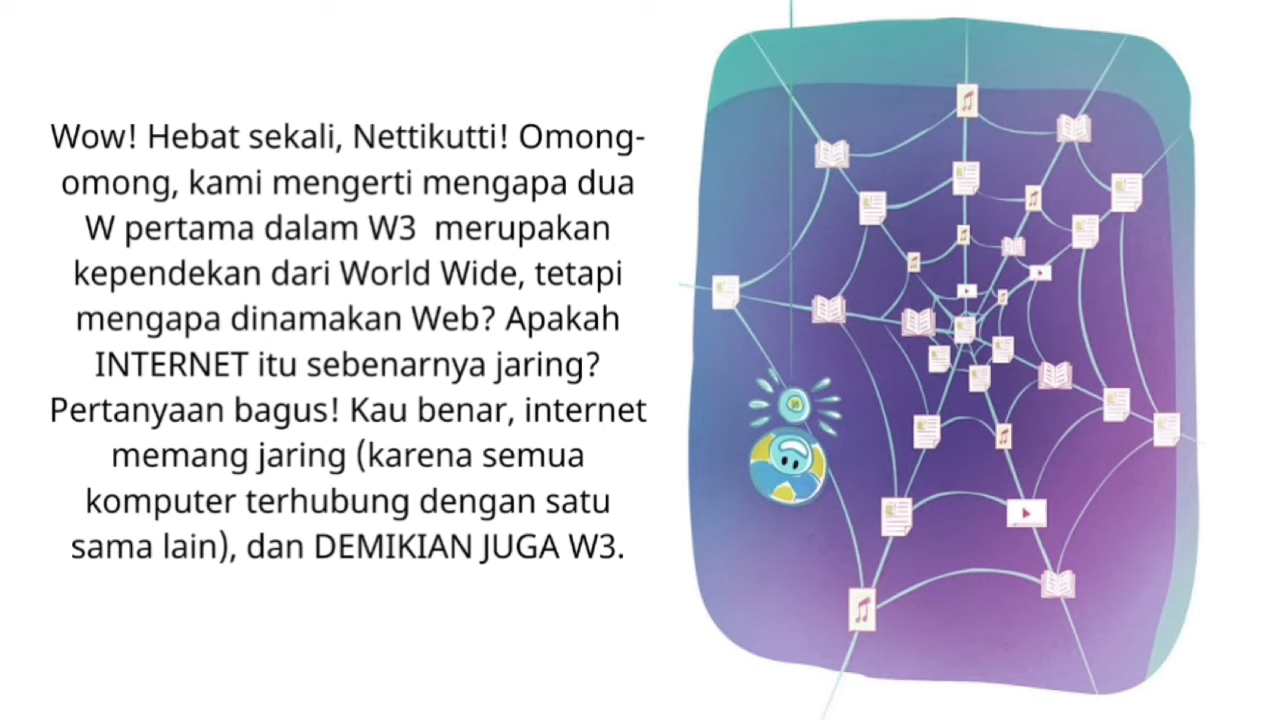 Wow! Hebat sekali, Nettikutti! Omong-
omong, kami mengerti mengapa dua
W pertama dalam W3  merupakan
kependekan dari World Wide, tetapi
mengapa dinamakan Web? Apakah
INTERNET itu sebenarnya jaring?
Pertanyaan bagus! Kau benar, internet
memang jaring (karena semua
komputer terhubung dengan satu
sama lain), dan DEMIKIAN JUGA W3.